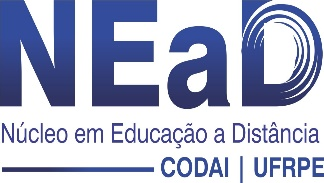 NEaD
Núcleo em Educação a Distância
CODAI | UFRPE